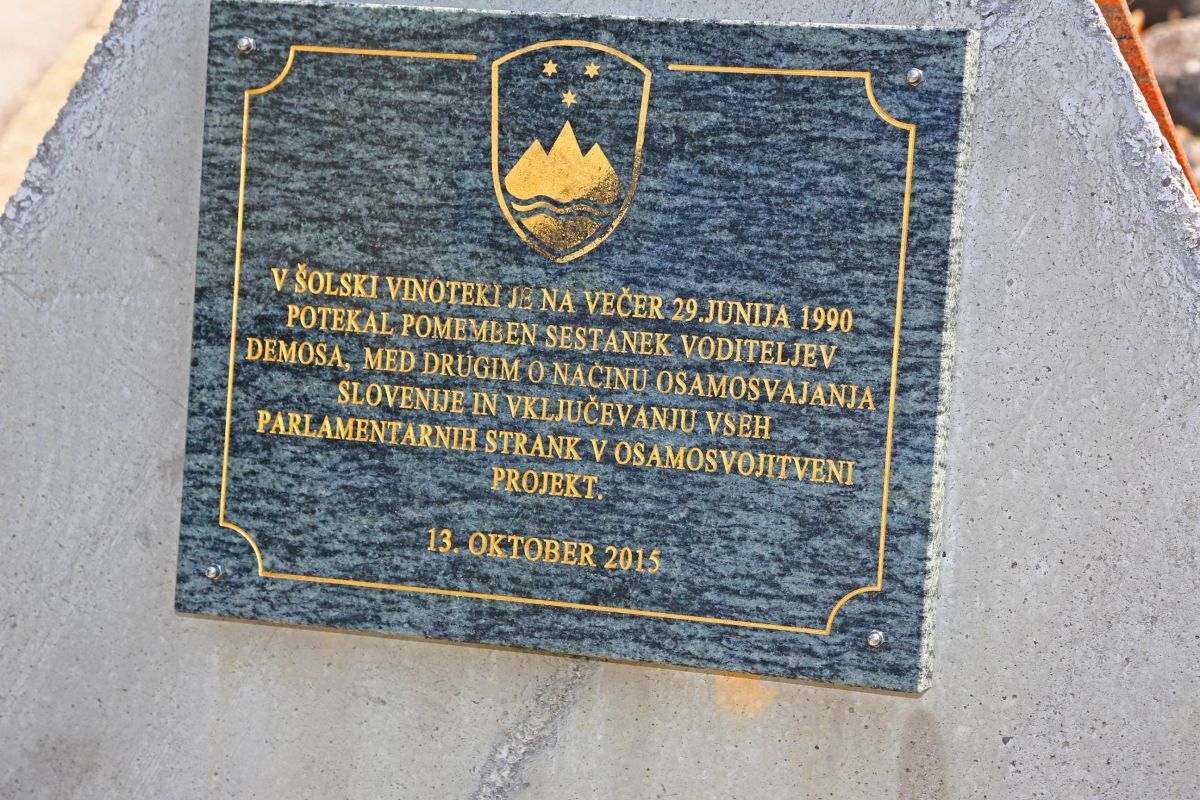 V ŠOLSKI VINOTEKI JE NA VEČER 29.JUNIJA 1990
POTEKAL POMEMBEN SESTANEK VODITELJEV
DEMOSA, MED DRUGIM O NAČINU OSAMOSVAJANJA
SLOVENIJE IN VKLJUČEVANJU VSEH
PARLAMENTARNIH STRANK V OSAMOSVOJITVENI
PROJEKT.
13. OKTOBER 2015